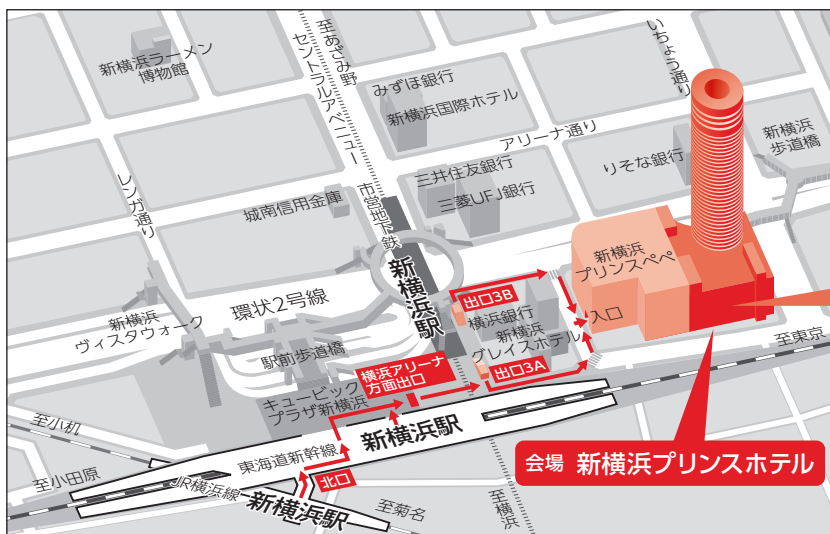 新横浜ラーメン
博物館
至あざみ野
セントラルアベニュー
みずほ銀行
新横浜国際ホテル
いちょう通り
アリーナ通り
新横浜
歩道橋
りそな銀行
三井住友銀行
三菱UFJ銀行
レンガ通り
城南信用金庫
市営地下鉄
新横浜駅
新横浜
プリンスペペ
出口3B
入口
横浜銀行
新横浜
グレイスホテル
環状2号線
新横浜
ヴィスタウォーク
駅前歩道橋
横浜アリーナ
方面出口
出口3A
至東京
キュービック
プラザ新横浜
至小机
新横浜駅
東海道新幹線
会場 新横浜プリンスホテル
至小田原
JR横浜線
北口
新横浜駅
至菊名
至横浜